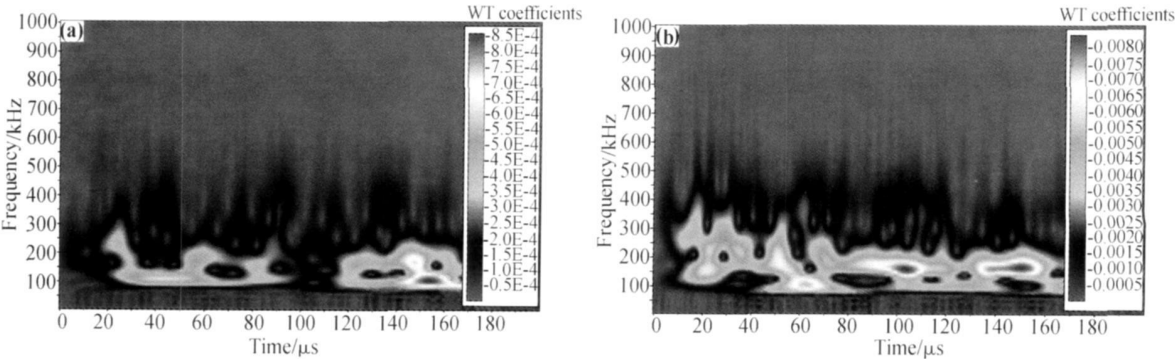 WT coefficients
(a)
1000
900
800
700
600
500
400
300
200
100
Frequency/kHz
8.5E-4
8.0E-4
7.5E-4
7.0E-4
6.5E-4
6.0E-4
5.5E-4
5.0E-4
4.5E-4
4.0E-4
3.5E-4
3.0E-4
2.5E-4
2.0E-4
1.5E-4
1.0E-4
0.5E-4
0 20 40 60 80 100 120 140 160 180
Time/μs
WT coefficients
(b)
1000
900
800
700
600
500
400
300
200
100
Frequency/kHz
0.0080
0.0075
0.0070
0.0065
0.0060
0.0055
0.0050
0.0045
0.0040
0.0035
0.0030
0.0025
0.0020
0.0015
0.0010
0.0005
0 20 40 60 80 100 120 140 160 180
Time/μs